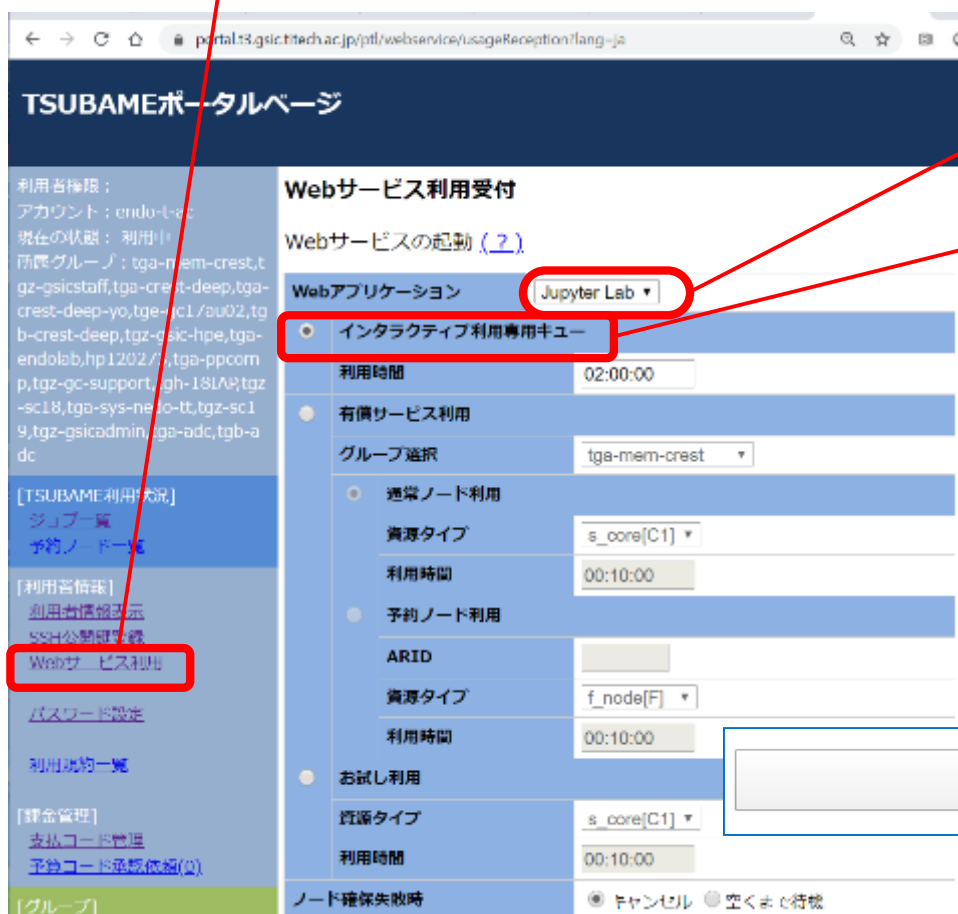 portal.t3.gsic.titech.ac.jp/ptl/webservice/usageReception?lang=ja
TSUBAMEポータルページ
利用者権限：
アカウント：endo-t-ac
現在の状態： 利用中
所属グループ：tga-mem-crest,t
gz-gsicstaff,tga-crest-deep,tga-
crest-deep-yo,tge-gc17au02,tg
b-crest-deep,tgz-gsic-hpe,tga-
endolab,hp120273,tga-ppcom
p,tgz-gc-support,tgh-18IAP,tgz
-sc18,tga-sys-nedo-tt,tgz-sc1
9,tgz-gsicadmin,tga-adc,tgb-a
dc
[TSUBAME利用状況]
ジョブ一覧
予約ノード一覧
[利用者情報]
利用者情報表示
SSH公開鍵登録
Webサービス利用
パスワード設定
利用規約一覧
[課金管理]
支払コード管理
予算コード承認依頼(0)
[グループ]
Webサービス利用受付
Webサービスの起動 (？)
Webアプリケーション Jupyter Lab
インタラクティブ利用専用キュー
利用時間 02:00:00
有償サービス利用
グループ選択 tga-mem-crest
通常ノード利用
資源タイプ s_core[C1]
利用時間 00:10:00
予約ノード利用
ARID
資源タイプ f_node[F]
利用時間 00:10:00
お試し利用
資源タイプ s_core[C1]
利用時間 00:10:00
ノード確保失敗時 キャンセル 空くまで待機